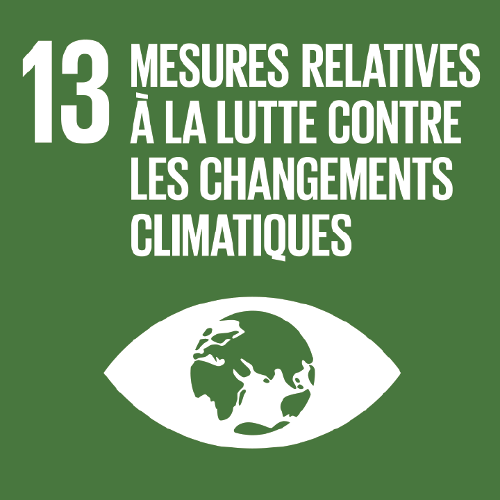 13 MESURES RELATIVES
À LA LUTTE CONTRE
LES CHANGEMENTS
CLIMATIQUES